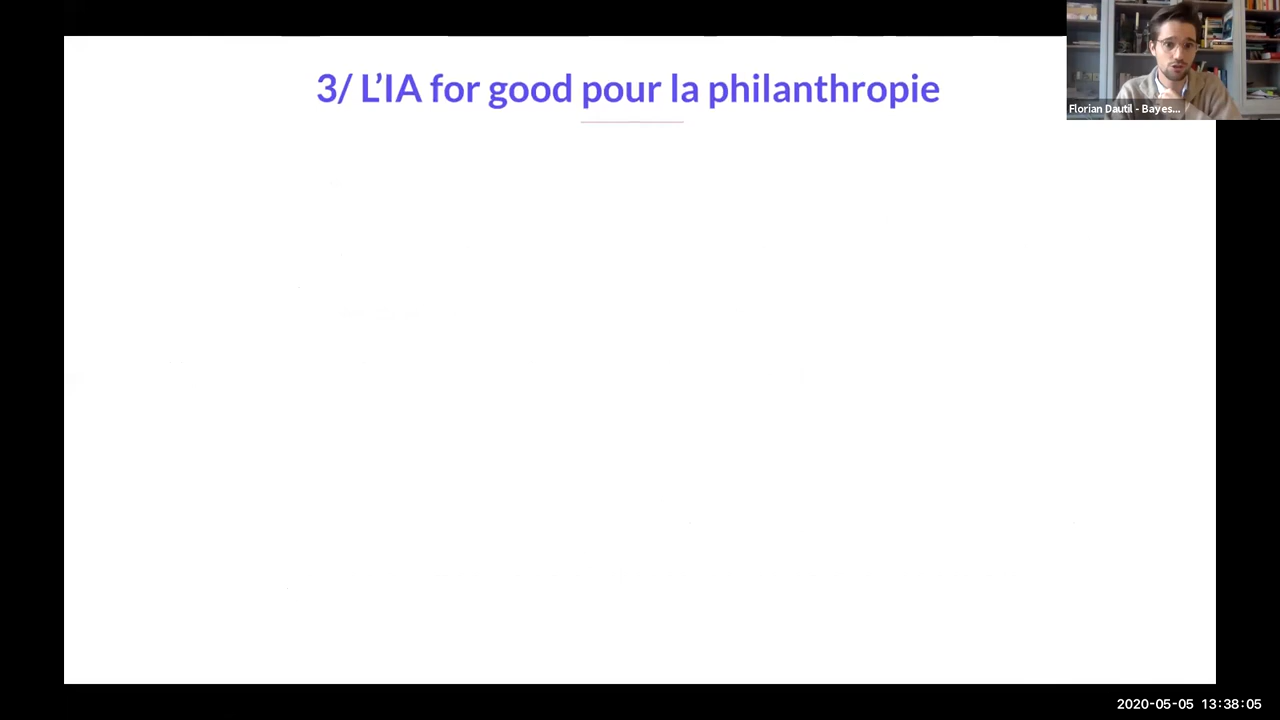 3/ L’IA for good pour la philanthropie
Florian Dautil - Bayes...
2020-05-05 13:38:05